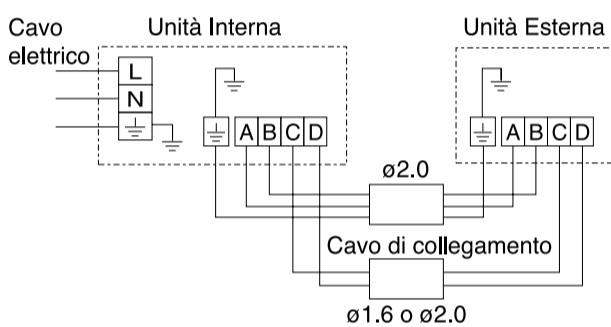 Cavo
elettrico
Unità Interna
Unità Esterna
L
N
A B C D
A B C D
ø2.0
Cavo di collegamento
ø1.6 o ø2.0